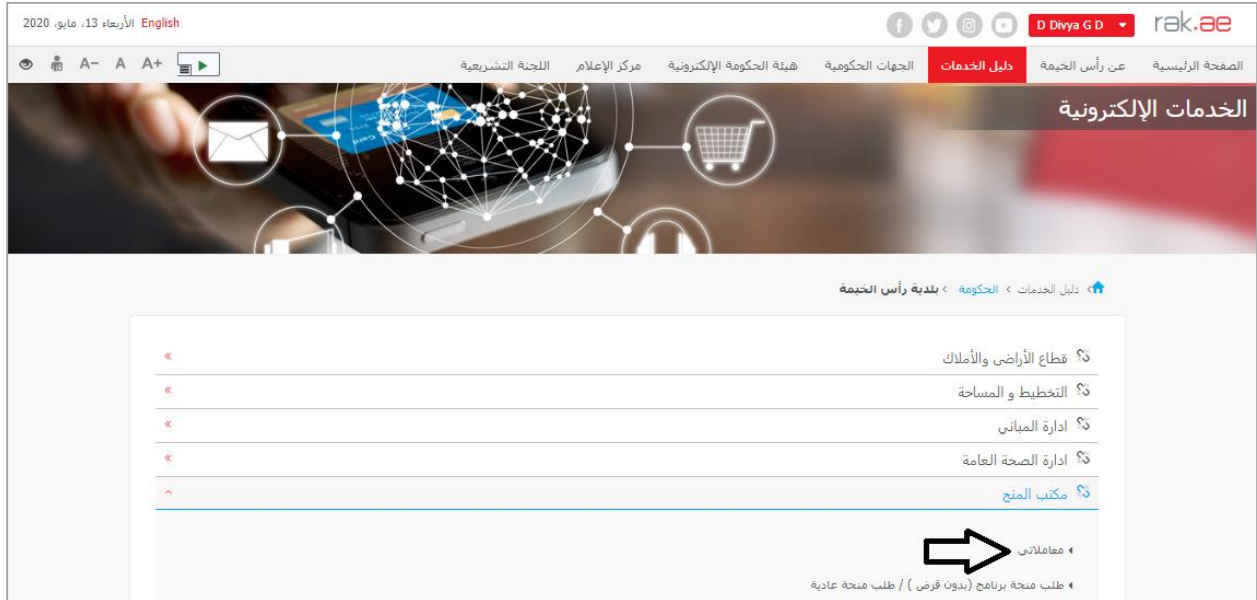 rak.ae D Divya G D English الأربعاء 13، مايو، 2020
الصفحة الرئيسية عن رأس الخيمة دليل الخدمات الجهات الحكومية هيئة الحكومة الإلكترونية مركز الإعلام اللجنة التشريعية A+ A A-
الخدمات الإلكترونية
دليل الخدمات › الحكومة › بلدية رأس الخيمة
قطاع الأراضى والأملاك
التخطيط و المساحة
ادارة المباني
ادارة الصحة العامة
مكتب المنح
معاملاتي
طلب منحة برنامج (بدون قرض ) / طلب منحة عادية